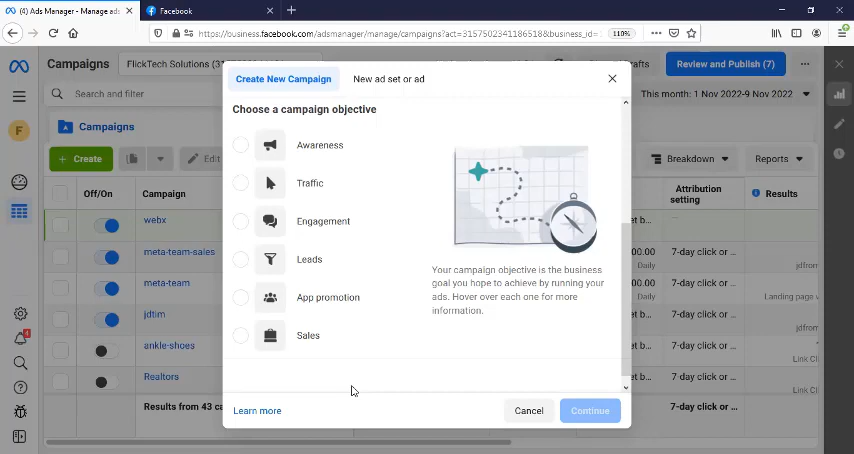 (4) Ads Manager - Manage ads
Facebook
https://business.facebook.com/adsmanager/manage/campaigns?act=3157502341186518&business_id=
110%
Campaigns
FlickTech Solutions (31575
Review and Publish (7)
Create New Campaign
New ad set or ad
Search and filter
This month: 1 Nov 2022-9 Nov 2022
Choose a campaign objective
F
Campaigns
Create
Edit
Breakdown
Reports
Off/On
Campaign
Attribution
setting
Results
Awareness
Traffic
Engagement
Leads
App promotion
Sales
Your campaign objective is the business
goal you hope to achieve by running your
ads. Hover over each one for more
information.
webx
meta-team-sales
7-day click or ...
Daily
meta-team
7-day click or ...
Daily
Landing page v
jdtim
7-day click or ...
ankle-shoes
7-day click or ...
Link Cl
Realtors
7-day click or ...
Link Cl
Results from 43 ca
7-day click or ...
Learn more
Cancel
Continue